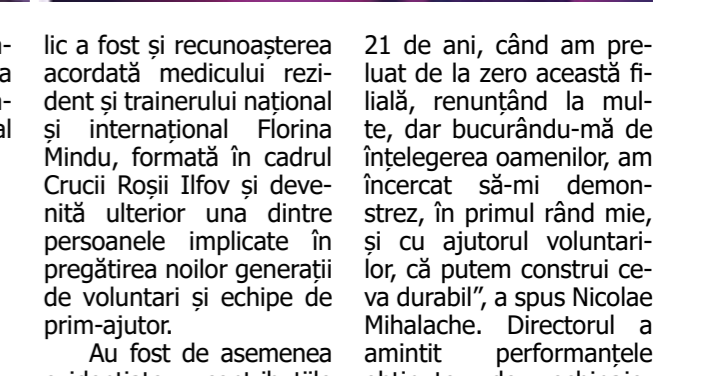 lic a fost și recunoașterea
acordată medicului rezi-
dent și trainerului național
și internațional Florina
Mindu, formată în cadrul
Crucii Roșii Ilfov și deve-
nită ulterior una dintre
persoanele implicate în
pregătirea noilor generații
de voluntari și echipe de
prim-ajutor.
Au fost de asemenea
21 de ani, când am pre-
luat de la zero această fi-
lială, renunțând la mul-
te, dar bucurându-mă de
înțelegerea oamenilor, am
încercat să-mi demon-
strez, în primul rând mie,
și cu ajutorul voluntari-
lor, că putem construi ce-
va durabil”, a spus Nicolae
Mihalache. Directorul a
amintit performanțele